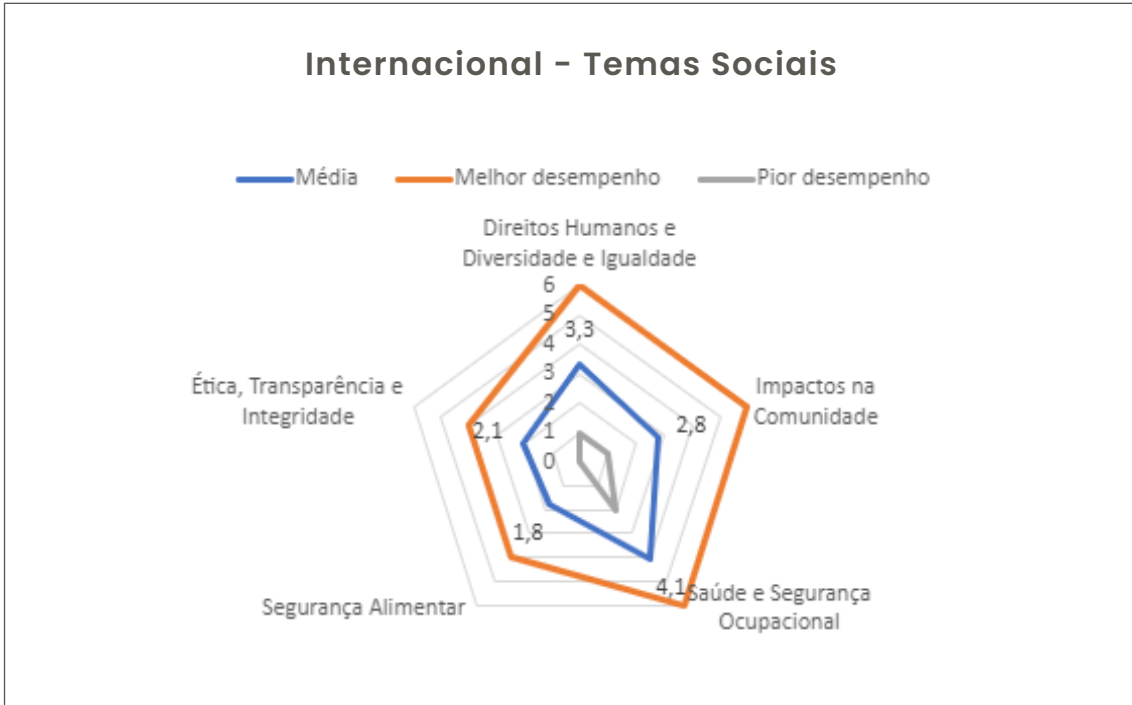 Internacional - Temas Sociais
Média
Melhor desempenho
Pior desempenho
Direitos Humanos e
Diversidade e Igualdade
6
5
4
3
2
1
0
3,3
Impactos na
Comunidade
2,8
Saúde e Segurança
Ocupacional
4,1
Segurança Alimentar
1,8
Ética, Transparência e
Integridade
2,1